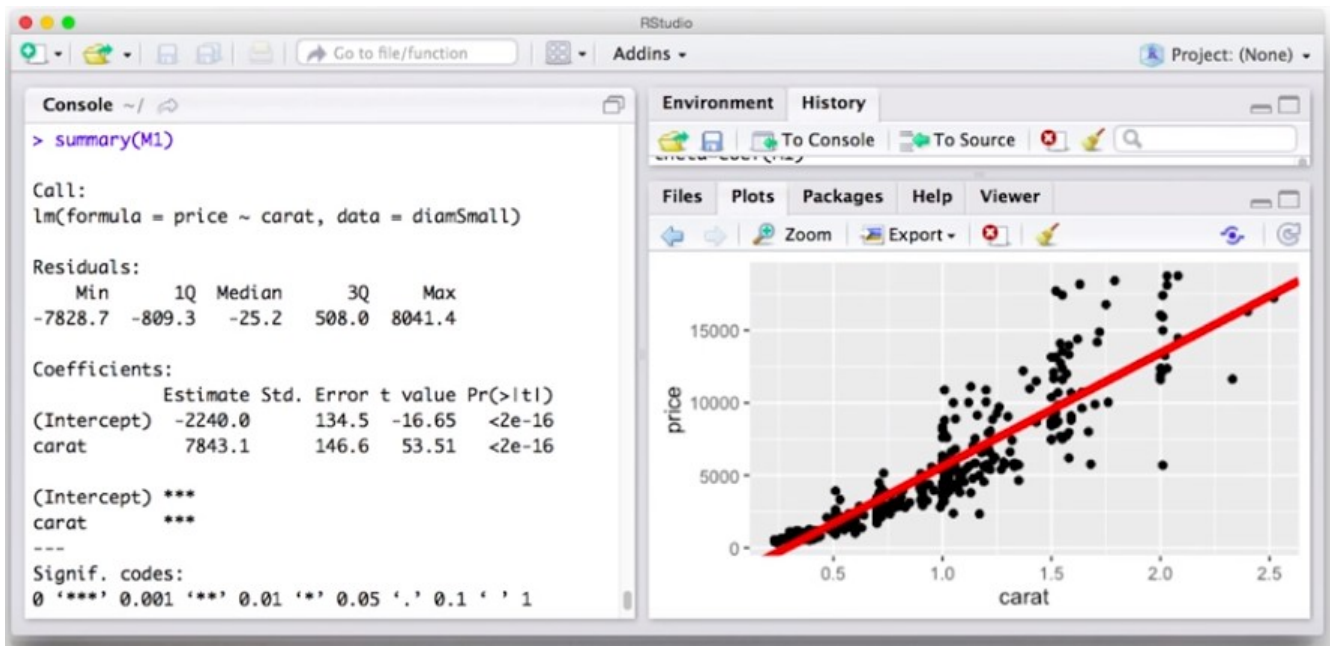 RStudio
Go to file/function
Addins
Project: (None)
Console ~/
> summary(M1)
Call:
lm(formula = price ~ carat, data = diamSmall)
Residuals:
    Min      1Q  Median      3Q     Max
-7828.7  -809.3   -25.2   508.0  8041.4
Coefficients:
            Estimate Std. Error t value Pr(>|t|)
(Intercept)  -2240.0      134.5  -16.65   <2e-16
carat         7843.1      146.6   53.51   <2e-16
(Intercept) ***
carat       ***
---
Signif. codes:
0 ‘***’ 0.001 ‘**’ 0.01 ‘*’ 0.05 ‘.’ 0.1 ‘ ’ 1
Environment History
To Console To Source
Files Plots Packages Help Viewer
Zoom Export
15000
10000
5000
0
price
0.5 1.0 1.5 2.0 2.5
carat